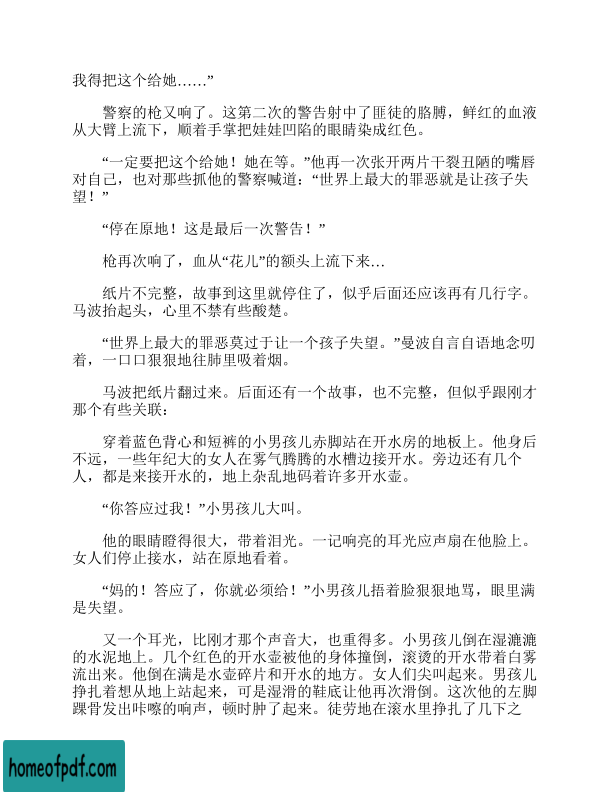 我得把这个给她……”
警察的枪又响了。这第二次的警告射中了匪徒的胳膊，鲜红的血液
从大臂上流下，顺着手掌把娃娃凹陷的眼睛染成红色。
“一定要把这个给她！她在等。”他再一次张开两片干裂丑陋的嘴唇
对自己，也对那些抓他的警察喊道：“世界上最大的罪恶就是让孩子失
望！”
“停在原地！这是最后一次警告！”
枪再次响了，血从“花儿”的额头上流下来…
纸片不完整，故事到这里就停住了，似乎后面还应该再有几行字。
马波抬起头，心里不禁有些酸楚。
“世界上最大的罪恶莫过于让一个孩子失望。”曼波自言自语地念叨
着，一口口狠狠地往肺里吸着烟。
马波把纸片翻过来。后面还有一个故事，也不完整，但似乎跟刚才
那个有些关联：
穿着蓝色背心和短裤的小男孩儿赤脚站在开水房的地板上。他身后
不远，一些年纪大的女人在雾气腾腾的水槽边接开水。旁边还有几个
人，都是来接开水的，地上杂乱地码着许多开水壶。
“你答应过我！”小男孩儿大叫。
他的眼睛瞪得很大，带着泪光。一记响亮的耳光应声扇在他脸上。
女人们停止接水，站在原地看着。
“妈的！答应了，你就必须给！”小男孩儿捂着脸狠狠地骂，眼里满
是失望。
又一个耳光，比刚才那个声音大，也重得多。小男孩儿倒在湿漉漉
的水泥地上。几个红色的开水壶被他的身体撞倒，滚烫的开水带着白雾
流出来。他倒在满是水壶碎片和开水的地方。女人们尖叫起来。男孩儿
挣扎着想从地上站起来，可是湿滑的鞋底让他再次滑倒。这次他的左脚
踝骨发出咔嚓的响声，顿时肿了起来。徒劳地在滚水里挣扎了几下之
homeofpdf.com